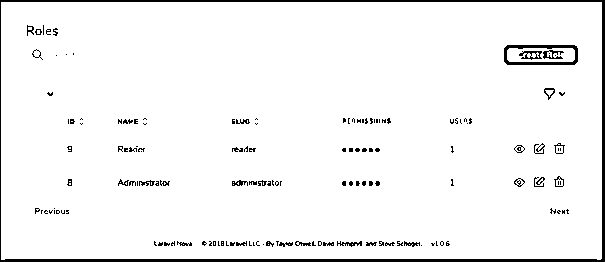 Roles
Create Role
ID NAME SLUG PERMISSIONS USERS
9 Reader reader ●●●●●● 1
8 Administrator administrator ●●●●●● 1
Previous Next
Laravel Nova © 2018 Laravel LLC - By Taylor Otwell, David Hemphill, and Steve Schoger. v1.0.6